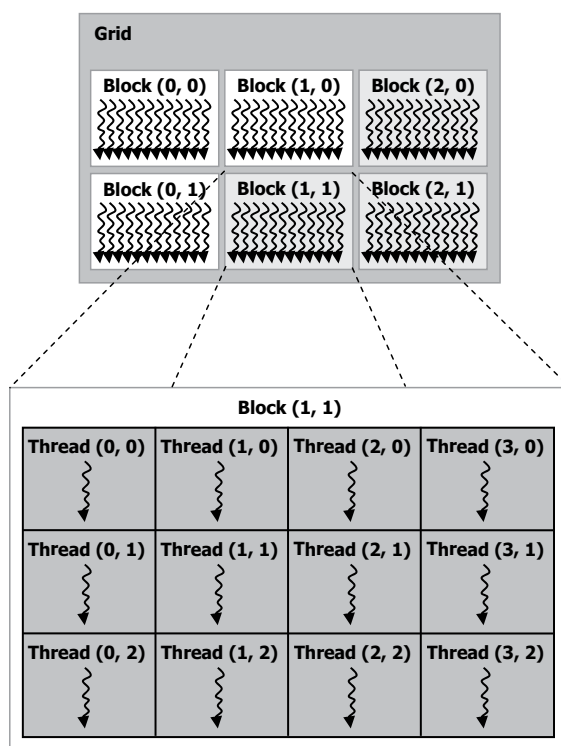 Grid
Block (0, 0) Block (1, 0) Block (2, 0)
Block (0, 1) Block (1, 1) Block (2, 1)
Block (1, 1)
Thread (0, 0) Thread (1, 0) Thread (2, 0) Thread (3, 0)
Thread (0, 1) Thread (1, 1) Thread (2, 1) Thread (3, 1)
Thread (0, 2) Thread (1, 2) Thread (2, 2) Thread (3, 2)